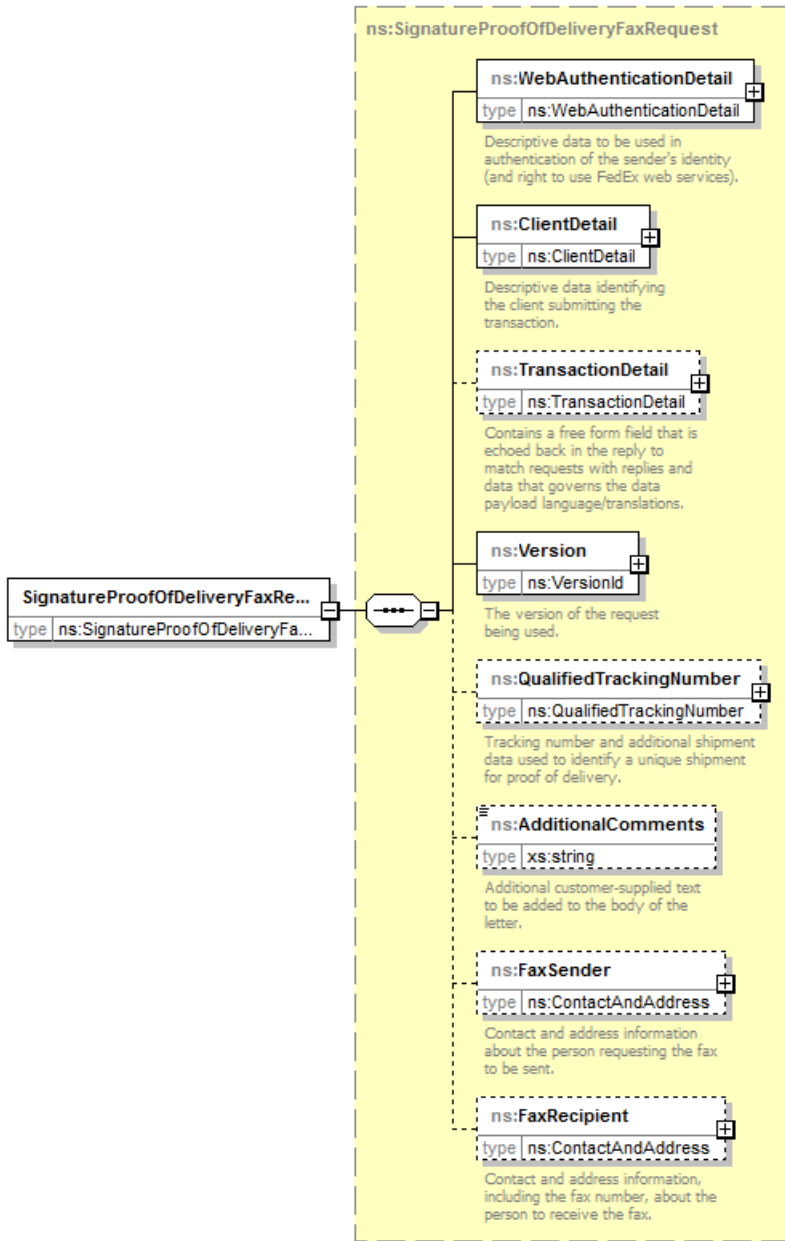 ns:SignatureProofOfDeliveryFaxRequest
ns:WebAuthenticationDetail
type ns:WebAuthenticationDetail
Descriptive data to be used in
authentication of the sender's identity
(and right to use FedEx web services).
ns:ClientDetail
type ns:ClientDetail
Descriptive data identifying
the client submitting the
transaction.
ns:TransactionDetail
type ns:TransactionDetail
Contains a free form field that is
echoed back in the reply to
match requests with replies and
data that governs the data
payload language/translations.
ns:Version
type ns:VersionId
The version of the request
being used.
SignatureProofOfDeliveryFaxRe...
type ns:SignatureProofOfDeliveryFa...
ns:QualifiedTrackingNumber
type ns:QualifiedTrackingNumber
Tracking number and additional shipment
data used to identify a unique shipment
for proof of delivery.
ns:AdditionalComments
type xs:string
Additional customer-supplied text
to be added to the body of the
letter.
ns:FaxSender
type ns:ContactAndAddress
Contact and address information
about the person requesting the fax
to be sent.
ns:FaxRecipient
type ns:ContactAndAddress
Contact and address information,
including the fax number, about the
person to receive the fax.